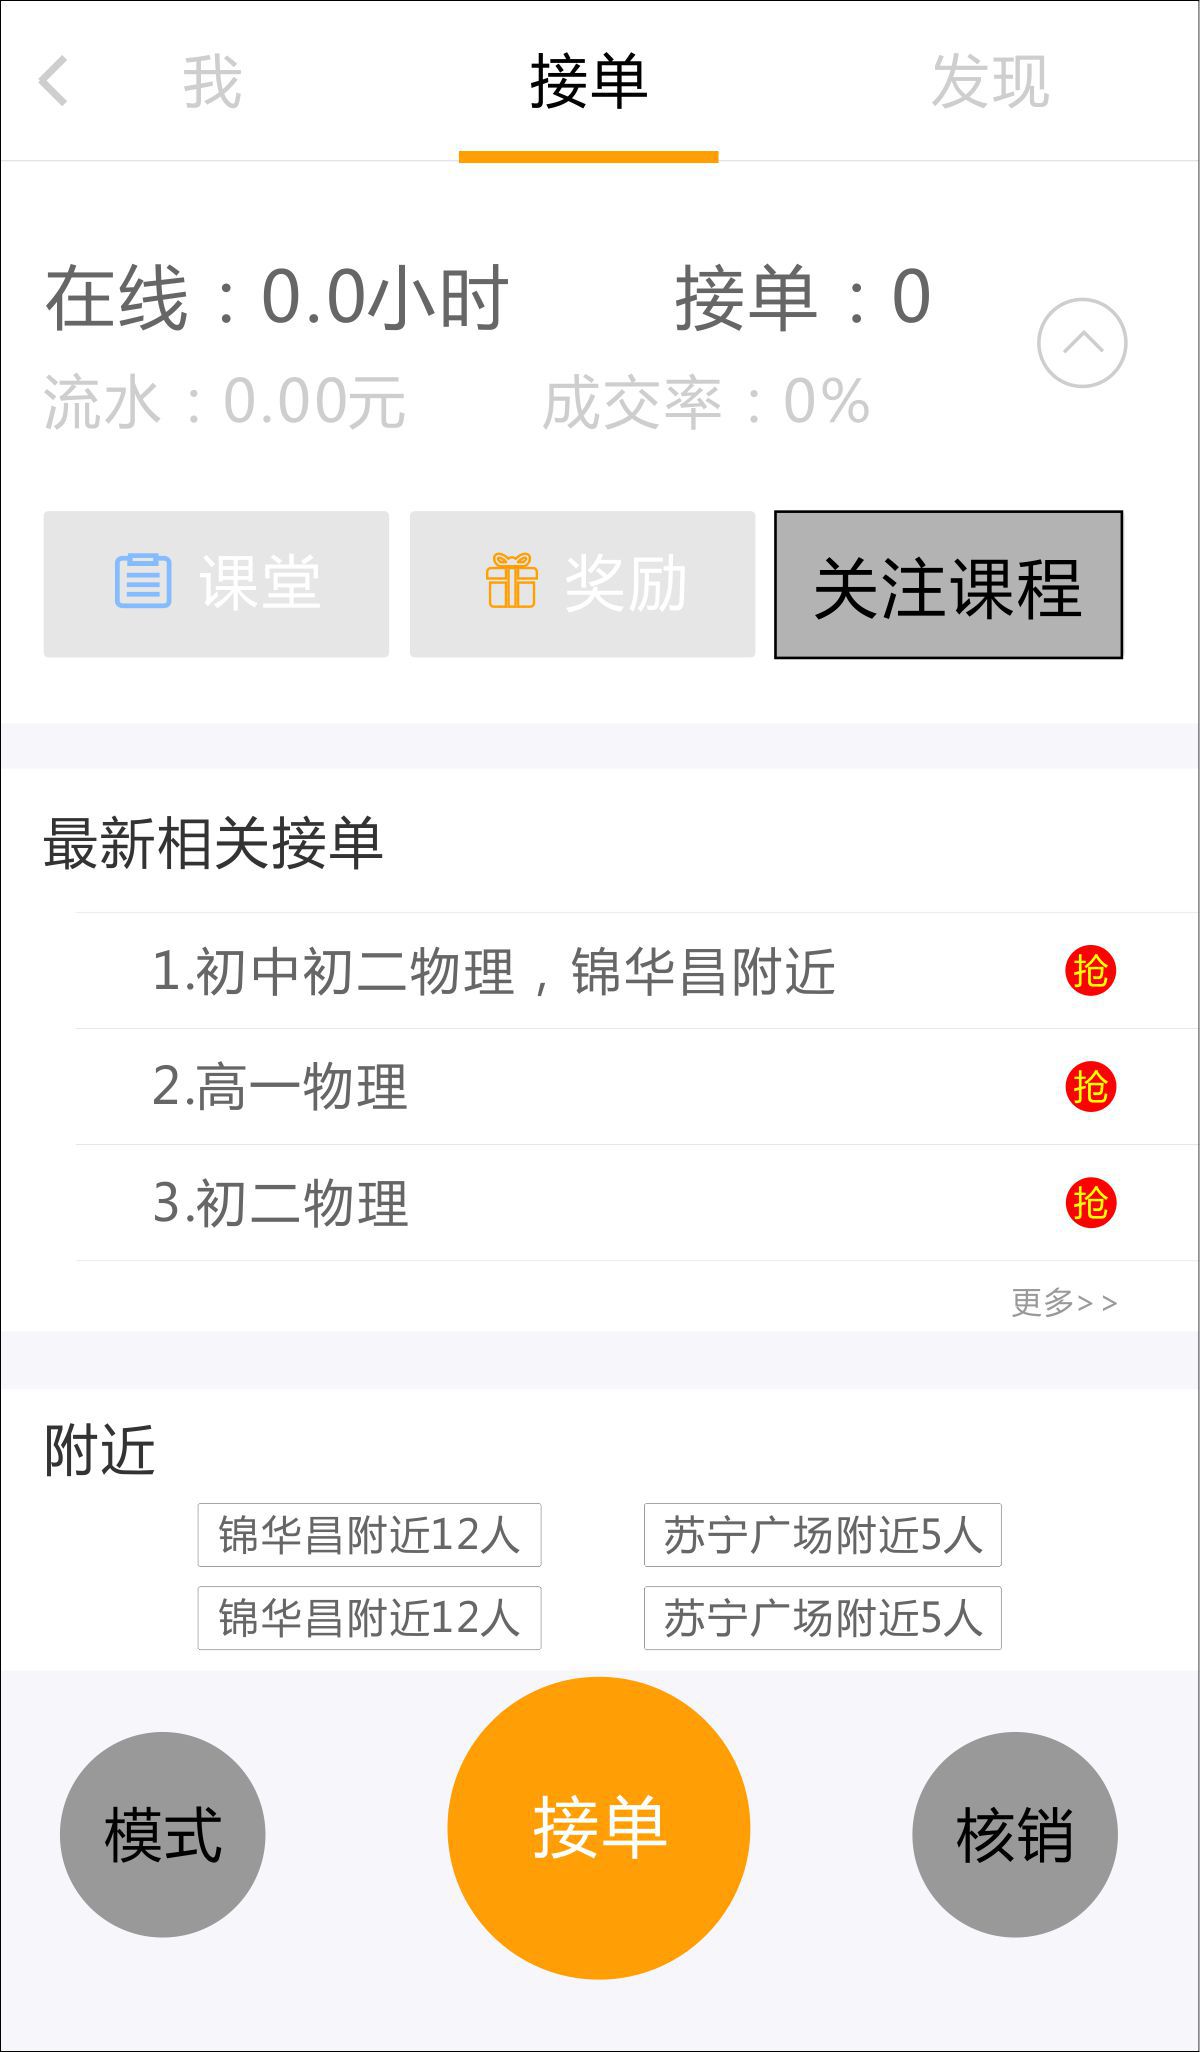 我 接单 发现
在线：0.0小时 接单：0
流水：0.00元 成交率：0%
课堂 奖励 关注课程
最新相关接单
1.初中初二物理，锦华昌附近 抢
2.高一物理 抢
3.初二物理 抢
更多>>
附近
锦华昌附近12人 苏宁广场附近5人
锦华昌附近12人 苏宁广场附近5人
模式 接单 核销